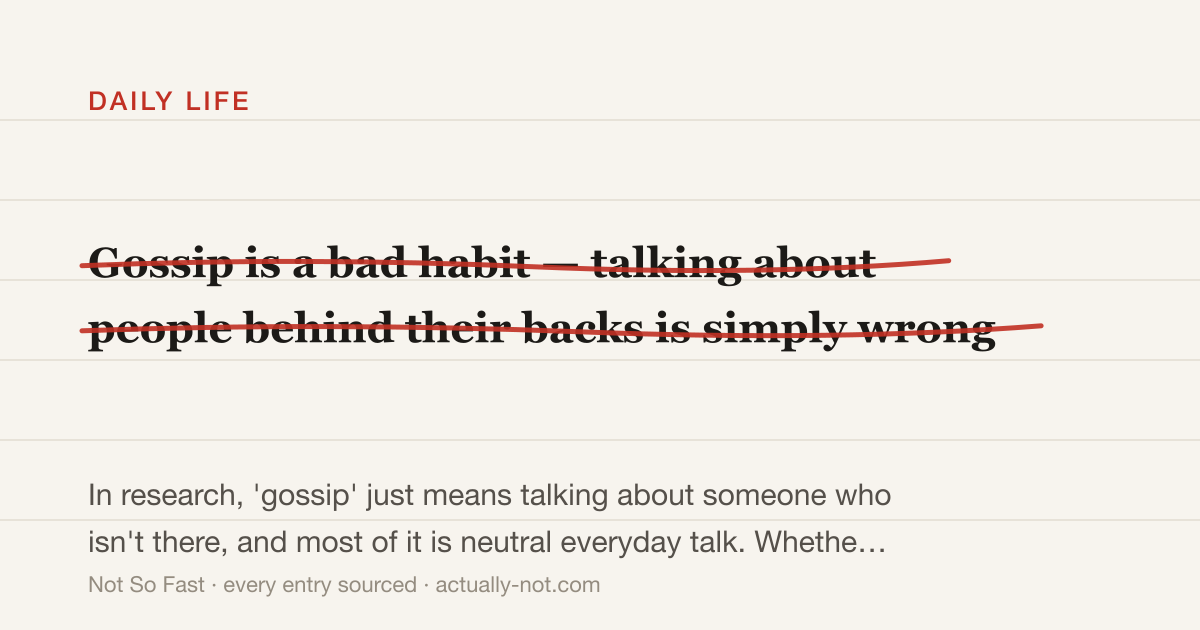 DAILY LIFE
Gossip is a bad habit — talking about
people behind their backs is simply wrong
In research, 'gossip' just means talking about someone who
isn't there, and most of it is neutral everyday talk. Whethe…
Not So Fast · every entry sourced · actually-not.com